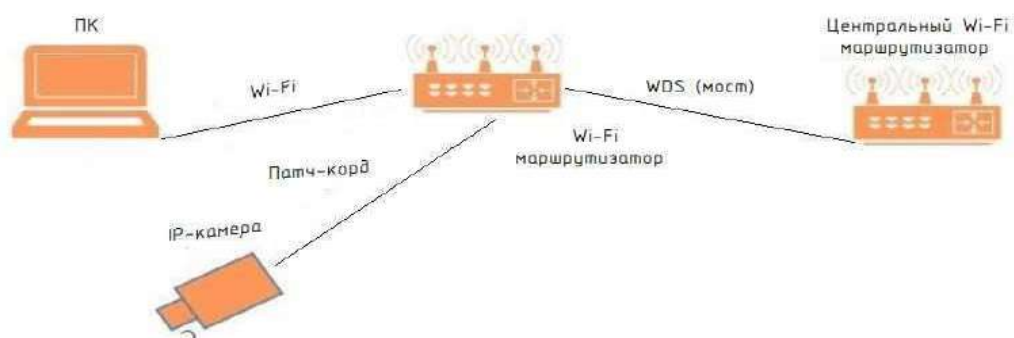 ПК
Центральный Wi-Fi
маршрутизатор
Wi-Fi
WDS (мост)
Wi-Fi
маршрутизатор
Патч-корд
IP-камера